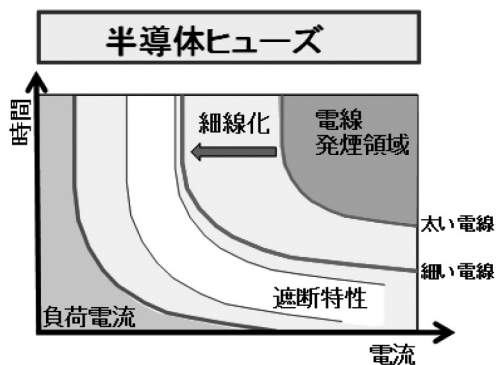 半導体ヒューズ
時間
細線化
電線
発煙領域
太い電線
細い電線
遮断特性
負荷電流
電流